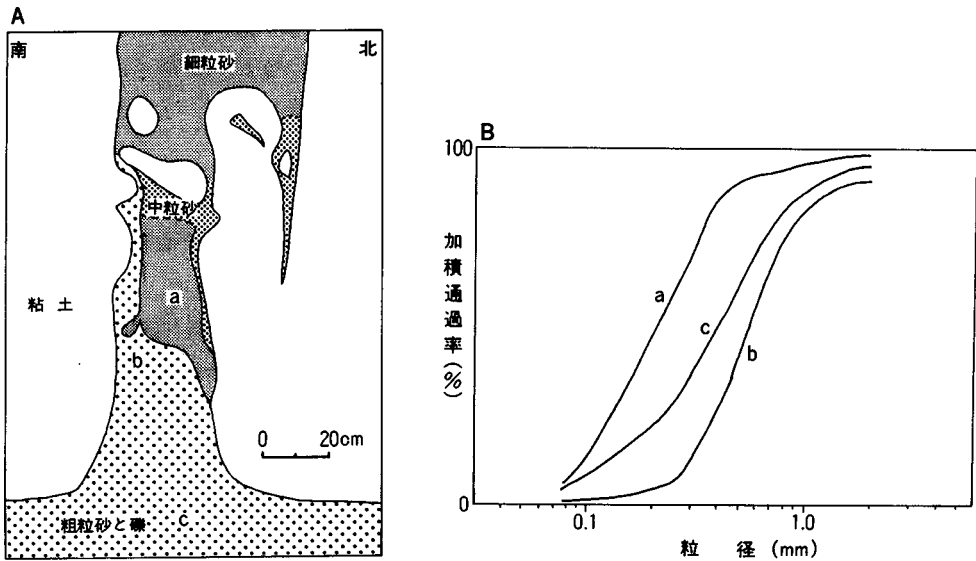 A
南
北
細粒砂
中粒砂
粘土
a
b
0 20cm
粗粒砂と礫 c
B
100
加積通過率(%)
a
c
b
0
0.1 1.0
粒 径 (mm)